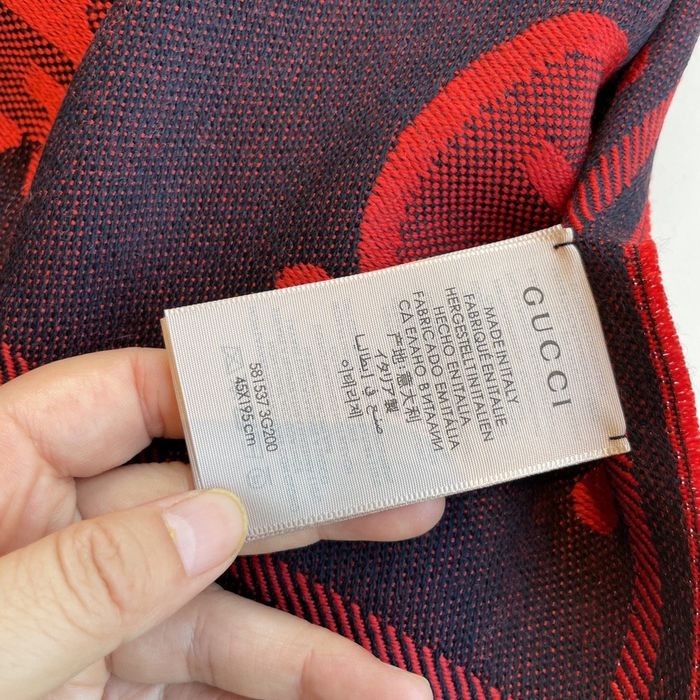 GUCCI
MADE IN ITALY
FABRIQUÉ EN ITALIE
HERGESTELLT IN ITALIEN
HECHO EN ITALIA
FABRICADO EM ITÁLIA
СДЕЛАНО В ИТАЛИИ
产地：意大利
イタリア製
صنع في إيطاليا
이태리제
581537 3G200
45X195cm